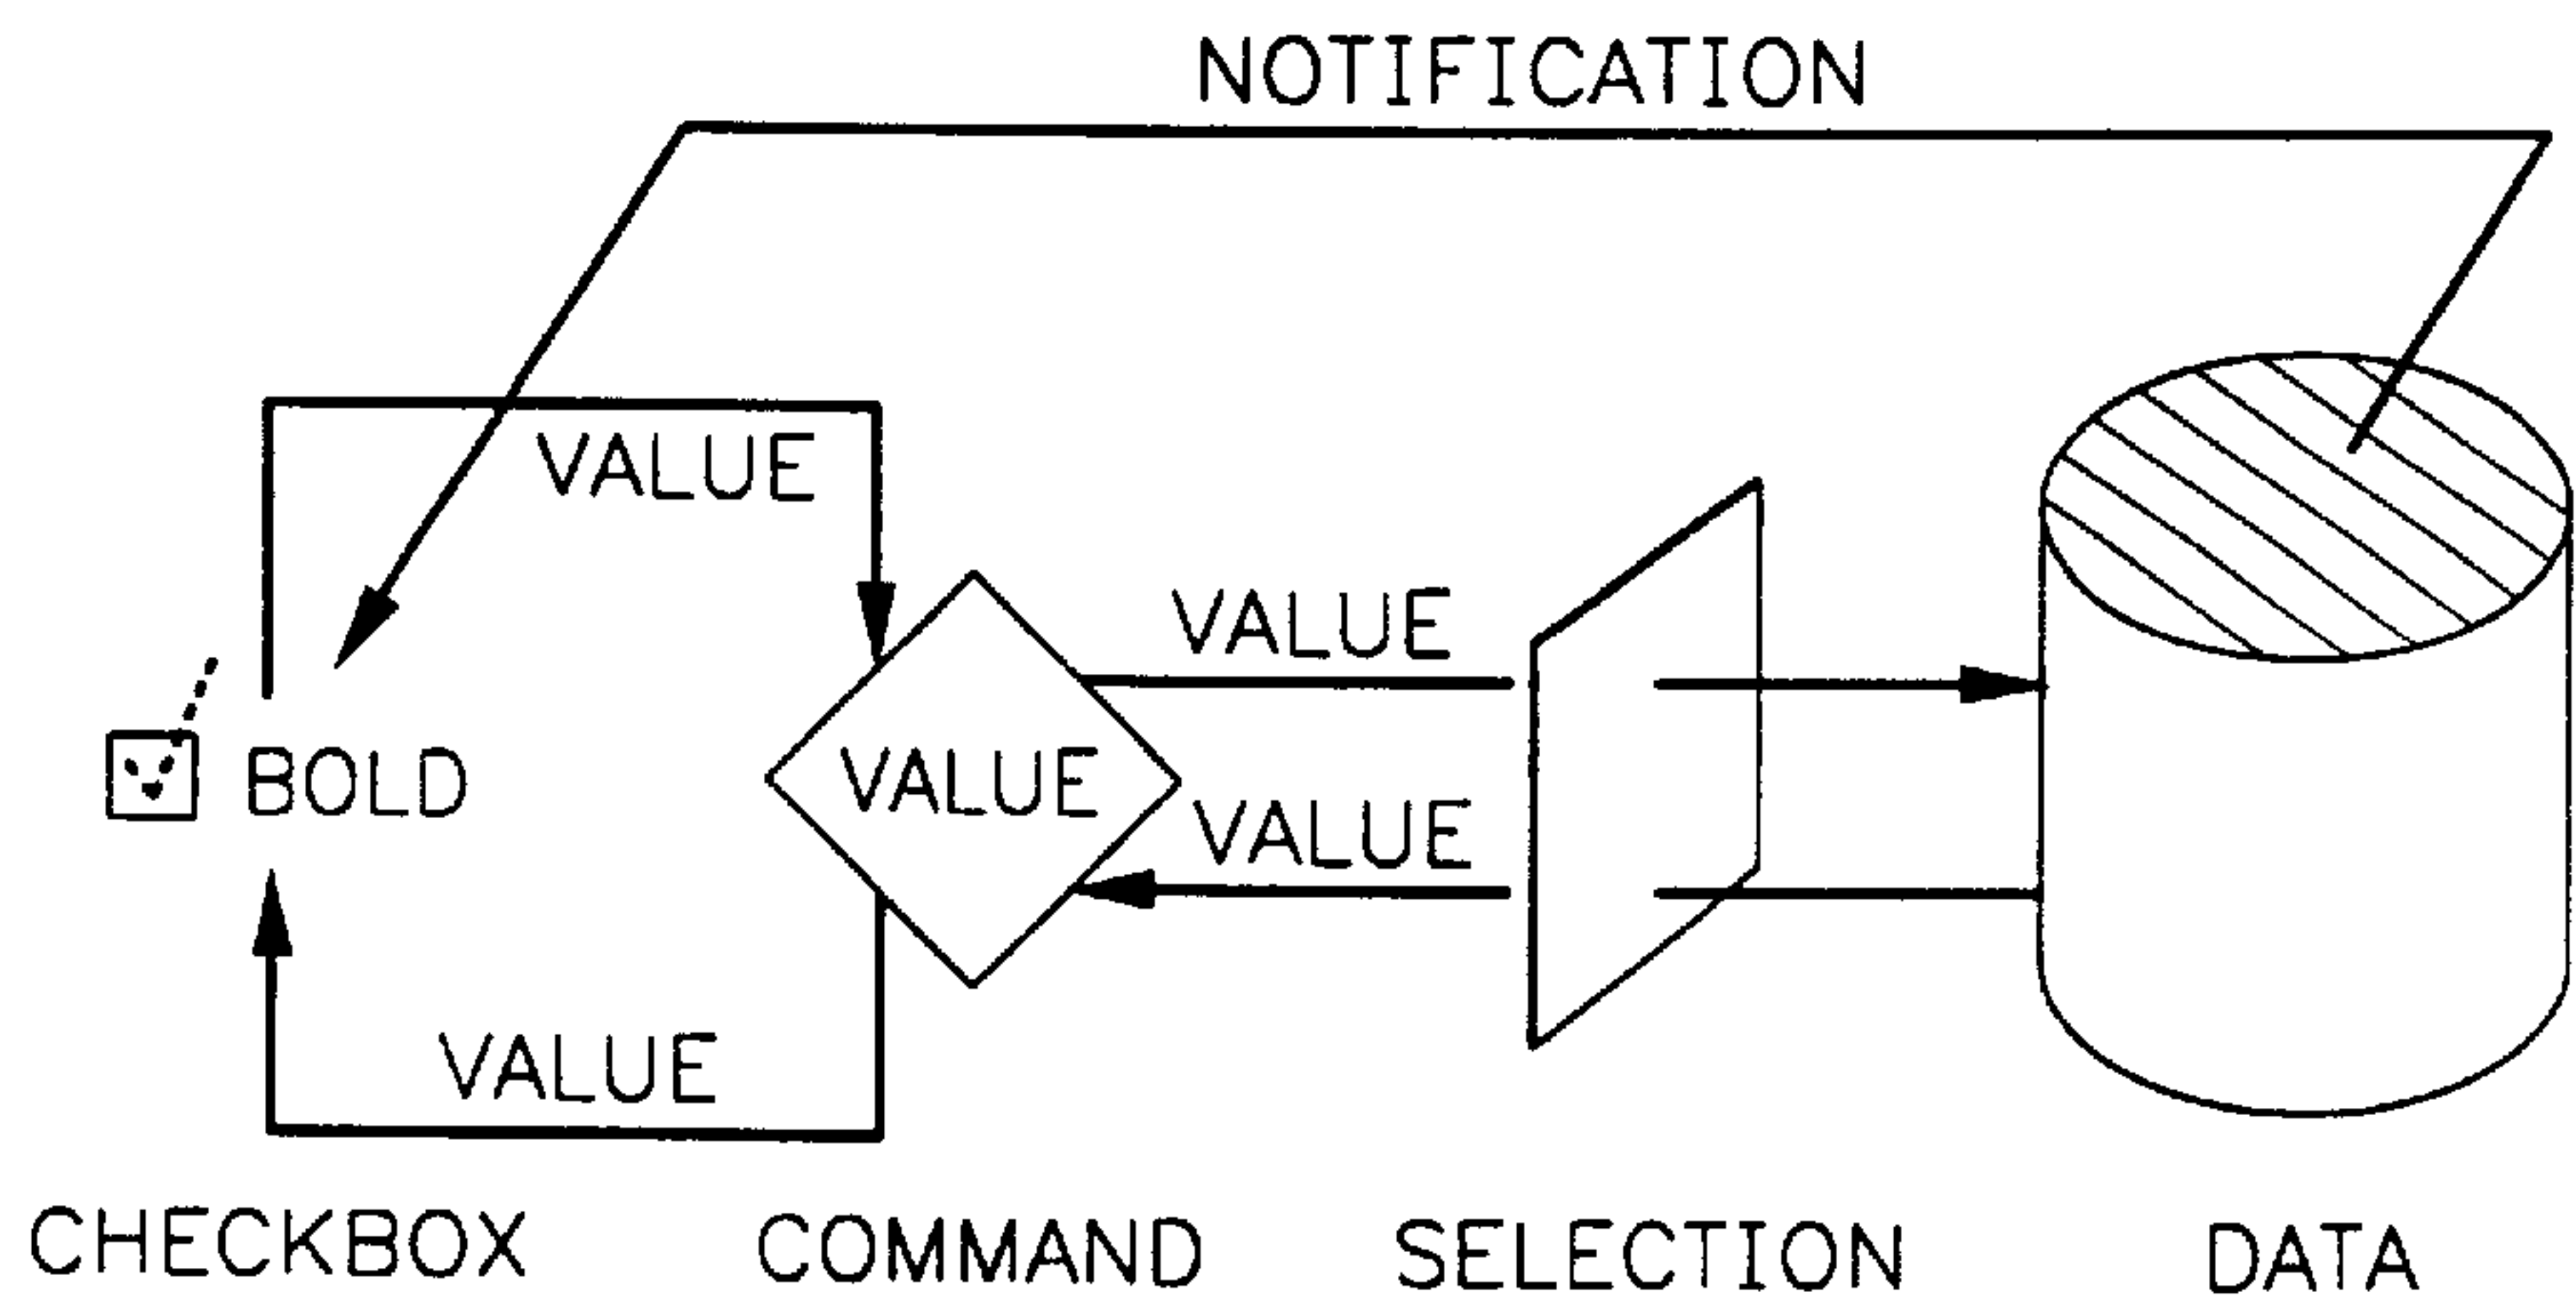 NOTIFICATION
VALUE
VALUE
BOLD
VALUE
VALUE
VALUE
CHECKBOX
COMMAND
SELECTION
DATA